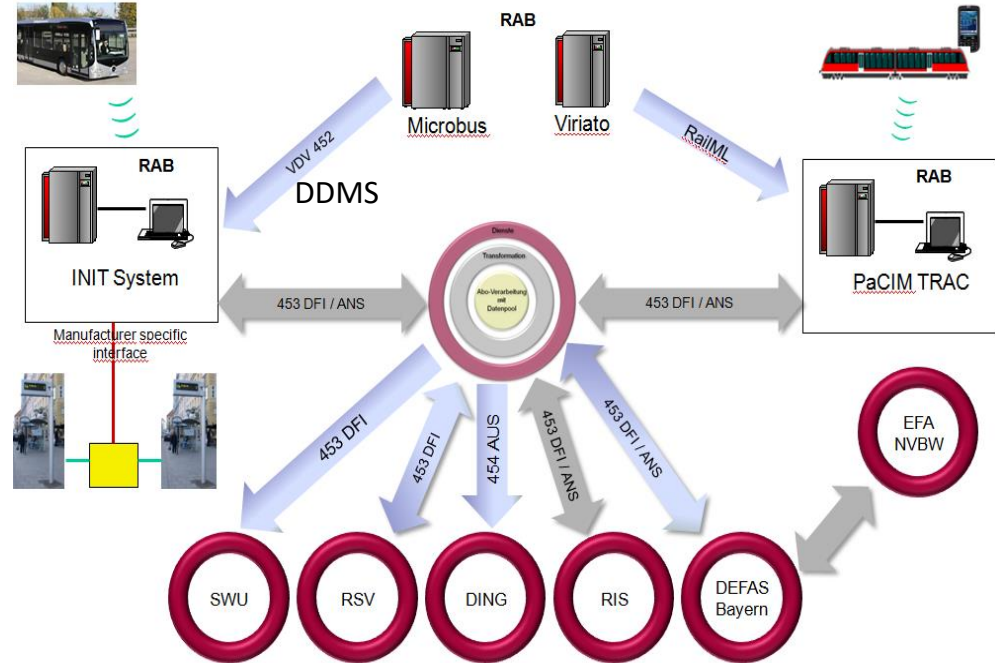 RAB
Microbus
Viriato
VDV 452
RailML
RAB
INIT System
RAB
PaCIM TRAC
DDMS
Dienste
Transformation
Abo-Verarbeitung
mit
Datenpool
453 DFI / ANS
453 DFI / ANS
Manufacturer specific
interface
453 DFI
453 DFI
454 AUS
453 DFI / ANS
453 DFI / ANS
EFA
NVBW
SWU
RSV
DING
RIS
DEFAS
Bayern